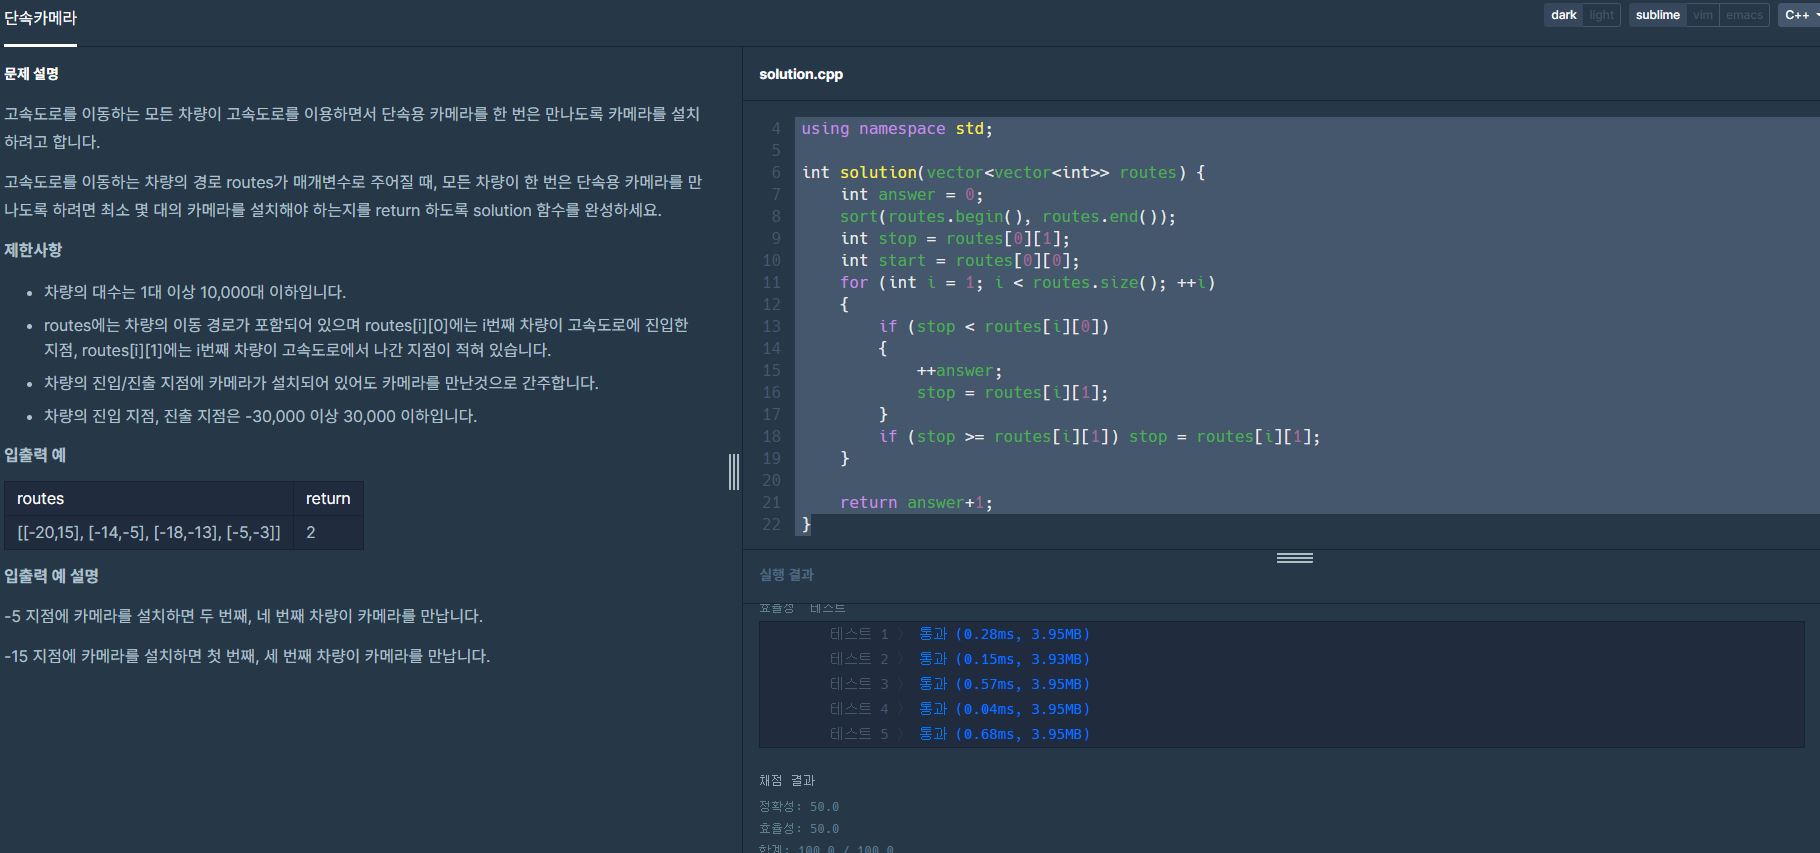 단속카메라
dark light sublime vim emacs C++
문제 설명
고속도로를 이동하는 모든 차량이 고속도로를 이용하면서 단속용 카메라를 한 번은 만나도록 카메라를 설치
하려고 합니다.
고속도로를 이동하는 차량의 경로 routes가 매개변수로 주어질 때, 모든 차량이 한 번은 단속용 카메라를 만
나도록 하려면 최소 몇 대의 카메라를 설치해야 하는지를 return 하도록 solution 함수를 완성하세요.
제한사항
• 차량의 대수는 1대 이상 10,000대 이하입니다.
• routes에는 차량의 이동 경로가 포함되어 있으며 routes[i][0]에는 i번째 차량이 고속도로에 진입한
지점, routes[i][1]에는 i번째 차량이 고속도로에서 나간 지점이 적혀 있습니다.
• 차량의 진입/진출 지점에 카메라가 설치되어 있어도 카메라를 만난것으로 간주합니다.
• 차량의 진입 지점, 진출 지점은 -30,000 이상 30,000 이하입니다.
입출력 예
routes return
[[-20,15], [-14,-5], [-18,-13], [-5,-3]] 2
입출력 예 설명
-5 지점에 카메라를 설치하면 두 번째, 네 번째 차량이 카메라를 만납니다.
-15 지점에 카메라를 설치하면 첫 번째, 세 번째 차량이 카메라를 만납니다.
solution.cpp
4 using namespace std;
5
6 int solution(vector<vector<int>> routes) {
7 int answer = 0;
8 sort(routes.begin(), routes.end());
9 int stop = routes[0][1];
10 int start = routes[0][0];
11 for (int i = 1; i < routes.size(); ++i)
12 {
13 if (stop < routes[i][0])
14 {
15 ++answer;
16 stop = routes[i][1];
17 }
18 if (stop >= routes[i][1]) stop = routes[i][1];
19 }
20
21 return answer+1;
22 }
실행 결과
효율성 테스트
테스트 1 〉 통과 (0.28ms, 3.95MB)
테스트 2 〉 통과 (0.15ms, 3.93MB)
테스트 3 〉 통과 (0.57ms, 3.95MB)
테스트 4 〉 통과 (0.04ms, 3.95MB)
테스트 5 〉 통과 (0.68ms, 3.95MB)
채점 결과
정확성: 50.0
효율성: 50.0
합계: 100.0 / 100.0